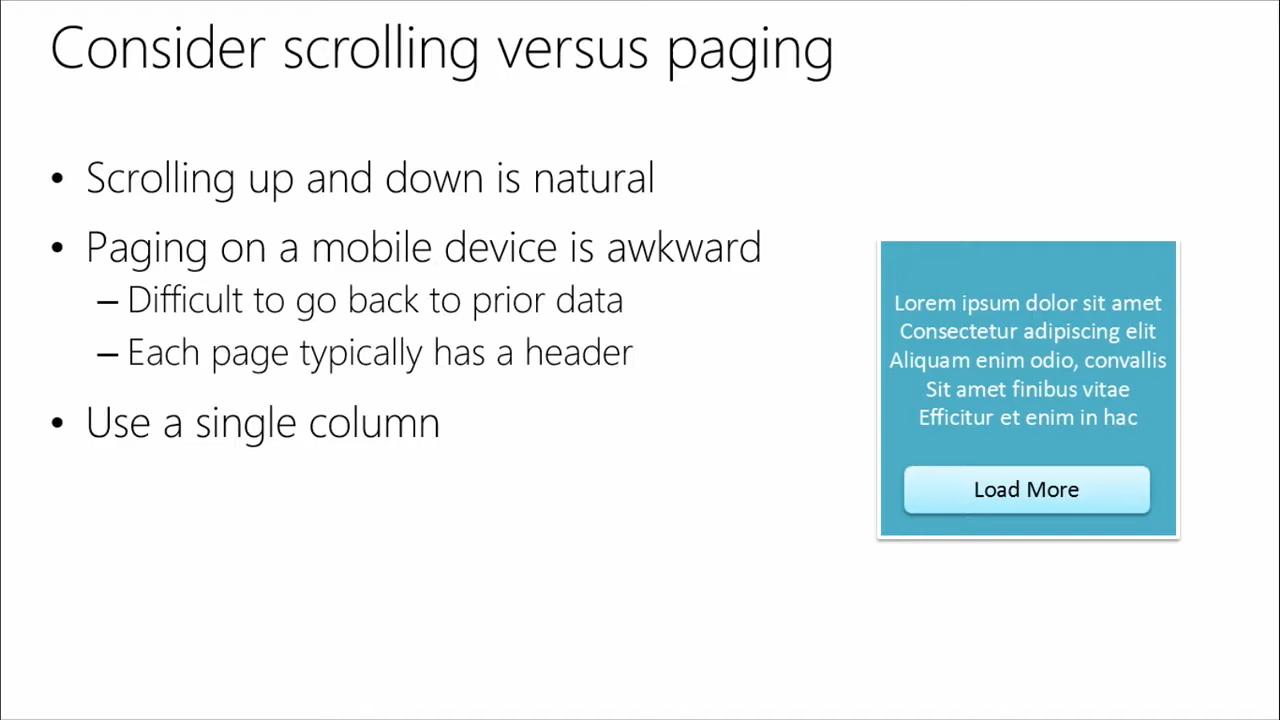 Consider scrolling versus paging
• Scrolling up and down is natural
• Paging on a mobile device is awkward
– Difficult to go back to prior data
– Each page typically has a header
• Use a single column
Lorem ipsum dolor sit amet
Consectetur adipiscing elit
Aliquam enim odio, convallis
Sit amet finibus vitae
Efficitur et enim in hac
Load More